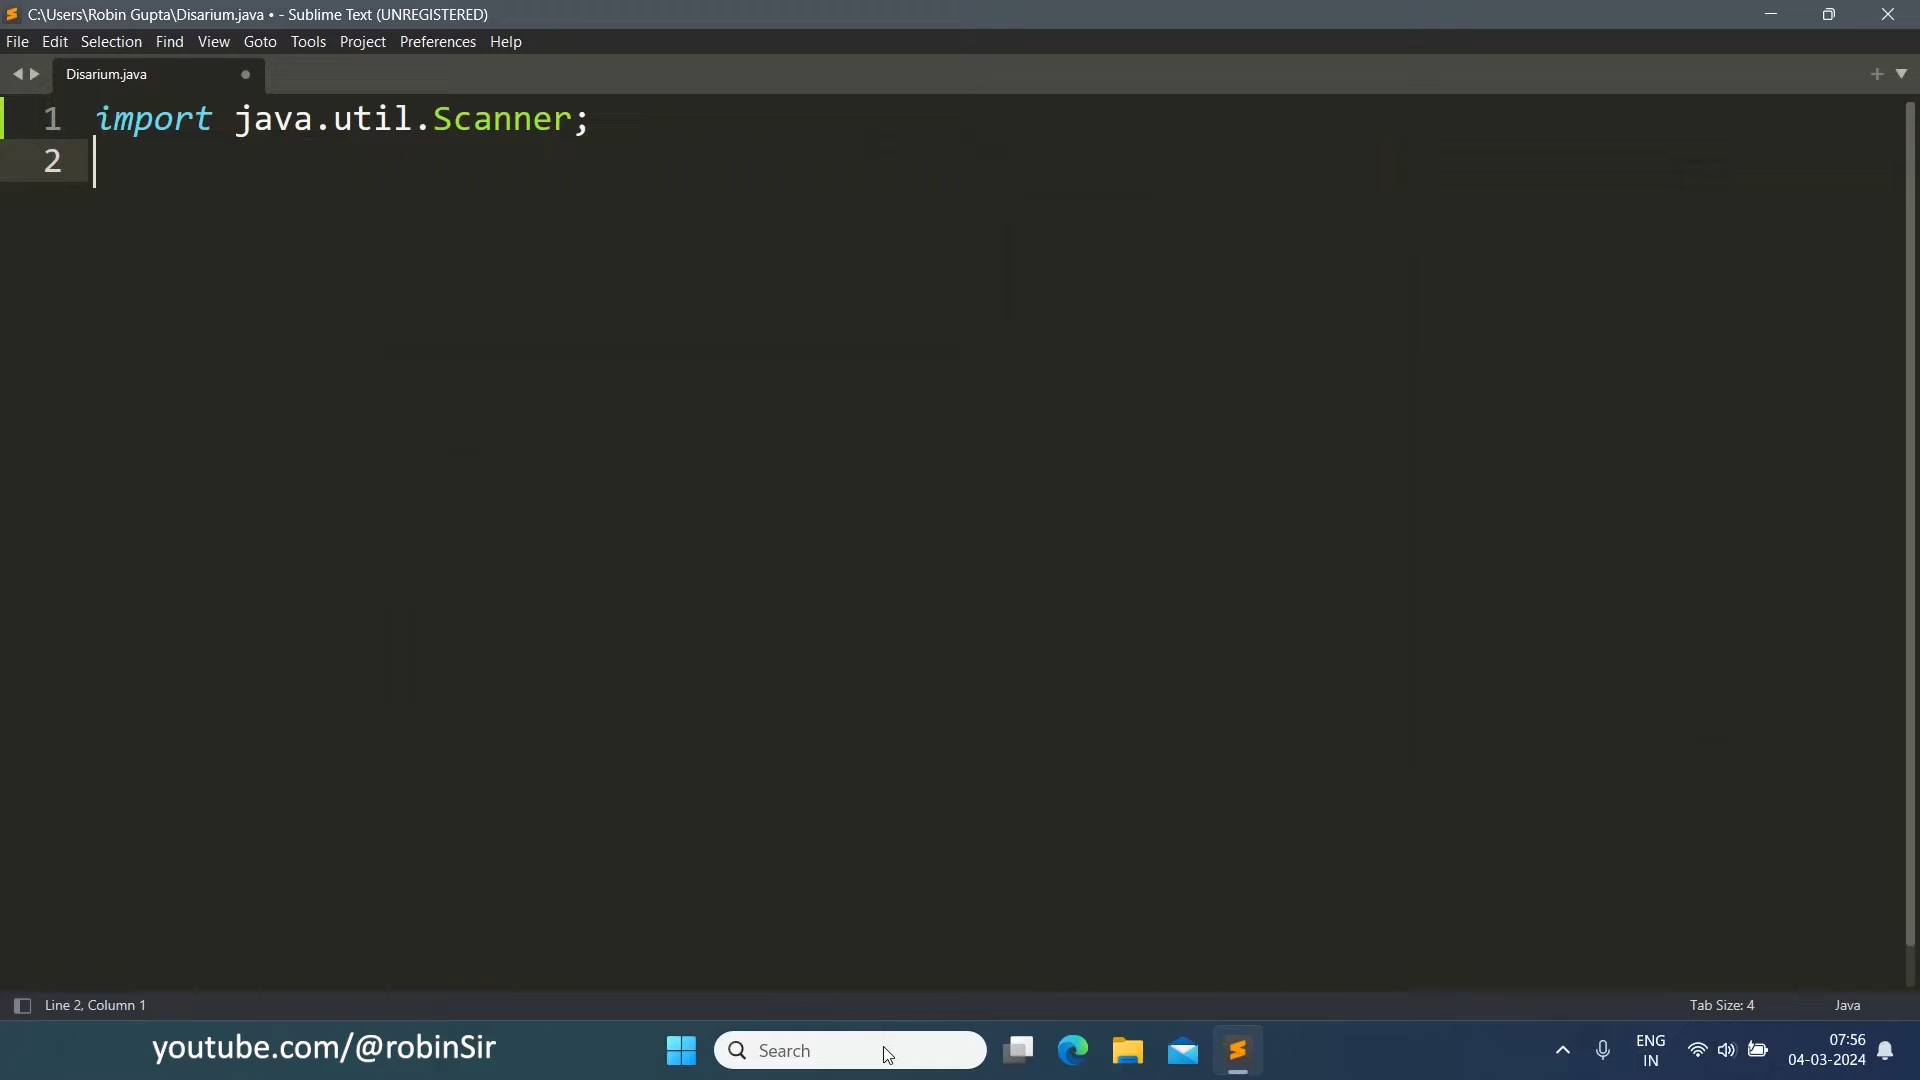 C:\Users\Robin Gupta\Disarium.java • - Sublime Text (UNREGISTERED)
File Edit Selection Find View Goto Tools Project Preferences Help
Disarium.java
1 import java.util.Scanner;
2
Line 2, Column 1
Tab Size: 4
Java
youtube.com/@robinSir
Search
ENG
IN
07:56
04-03-2024